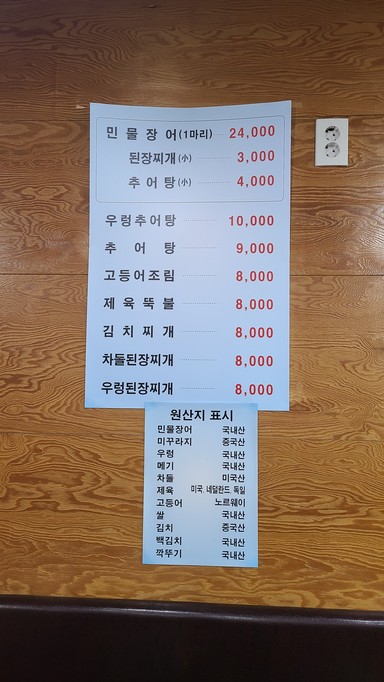 민물장어(1마리) 24,000
된장찌개(小) 3,000
추어탕(小) 4,000
우렁추어탕 10,000
추어탕 9,000
고등어조림 8,000
제육뚝불 8,000
김치찌개 8,000
차돌된장찌개 8,000
우렁된장찌개 8,000
원산지 표시
민물장어 국내산
미꾸라지 중국산
우렁 국내산
메기 국내산
차돌 미국산
제육 미국, 네덜란드, 독일
고등어 노르웨이
쌀 국내산
김치 중국산
백김치 국내산
깍뚜기 국내산